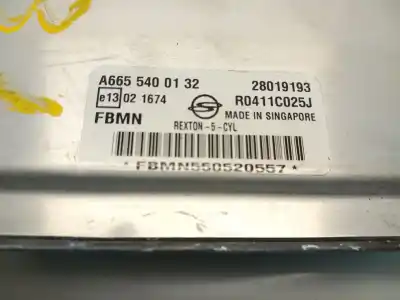 A665 540 01 32 28019193
e13 02 1674 R0411C025J
FBMN MADE IN SINGAPORE
REXTON-5-CYL
* FBMN550520557 *